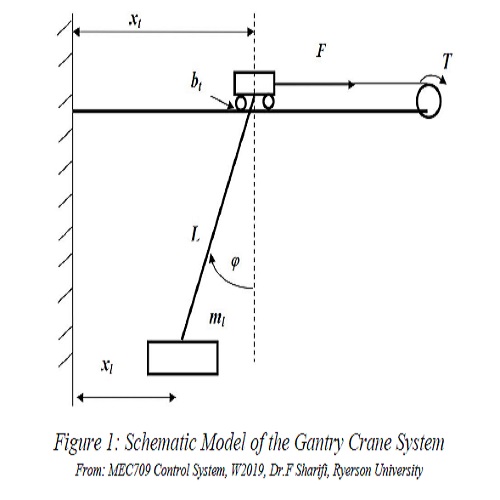 x_t
F
T
b_t
L
φ
m_l
x_l
Figure 1: Schematic Model of the Gantry Crane System
From: MEC709 Control System, W2019, Dr.F Sharifi, Ryerson University